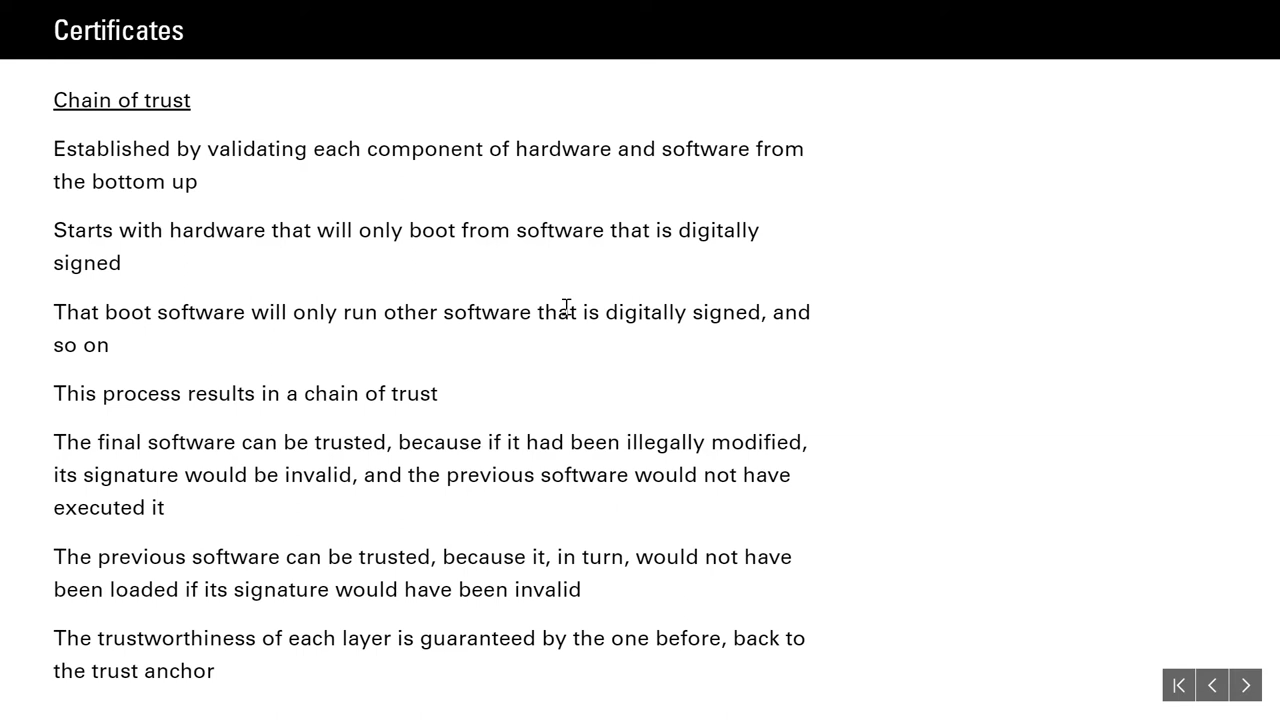 Certificates
Chain of trust
Established by validating each component of hardware and software from
the bottom up
Starts with hardware that will only boot from software that is digitally
signed
That boot software will only run other software that is digitally signed, and
so on
This process results in a chain of trust
The final software can be trusted, because if it had been illegally modified,
its signature would be invalid, and the previous software would not have
executed it
The previous software can be trusted, because it, in turn, would not have
been loaded if its signature would have been invalid
The trustworthiness of each layer is guaranteed by the one before, back to
the trust anchor